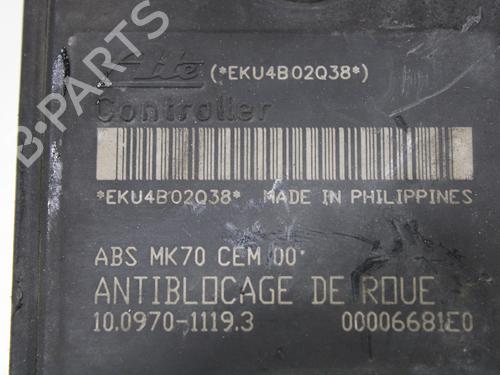 Ate (*EKU4B02Q38*)
Controller
*EKU4B02Q38* MADE IN PHILIPPINES
ABS MK70 CEM 00
ANTIBLOCAGE DE ROUE
10.0970-1119.3 00006681E0
B-PARTS